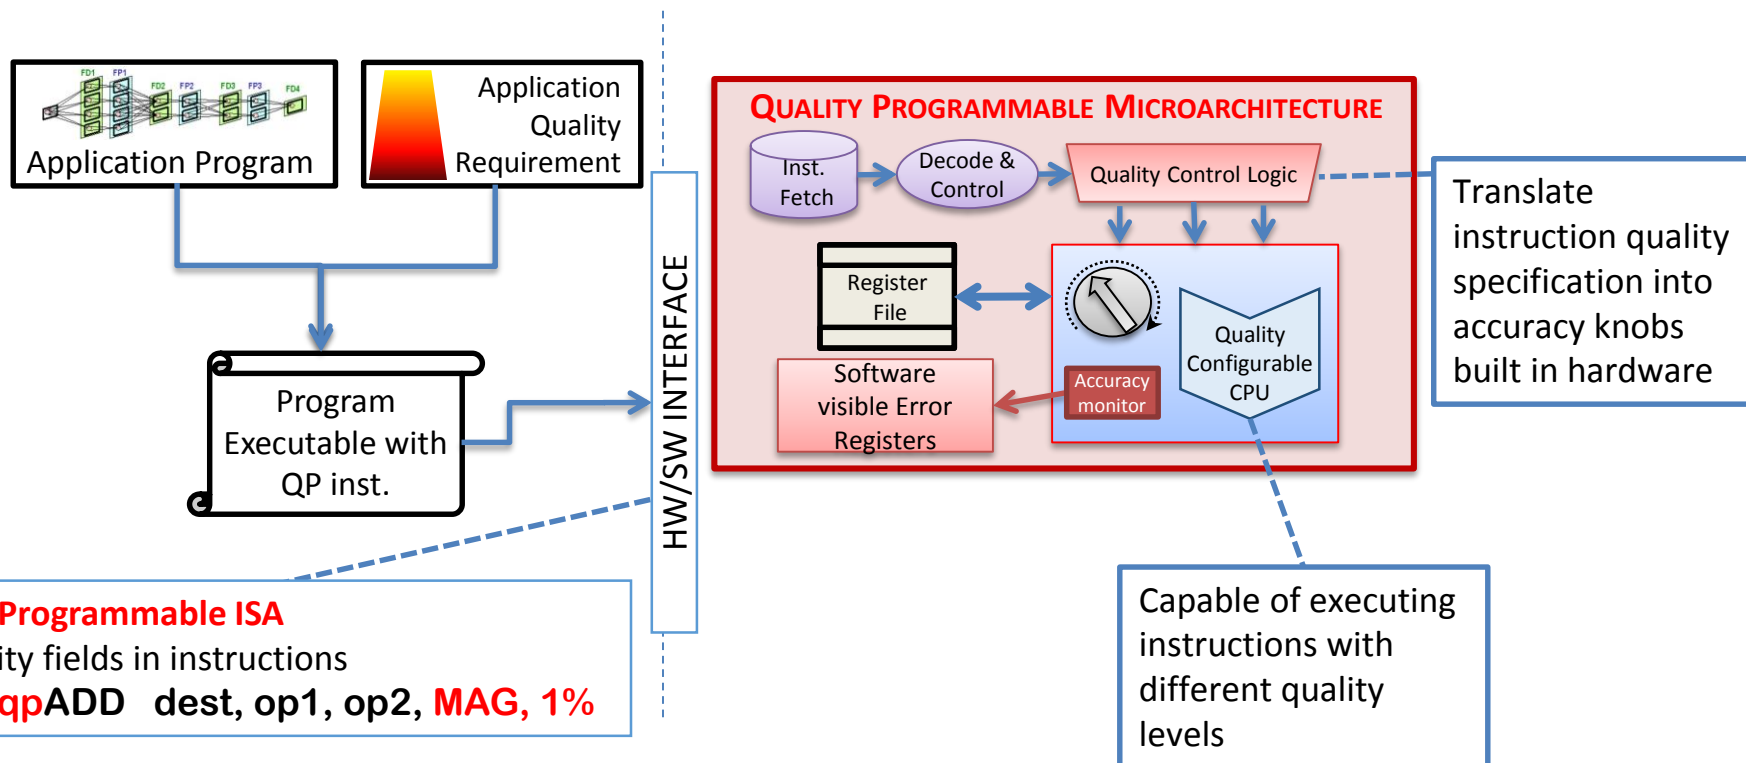 FD1 FP1 FD2 FP2 FD3 FP3 FD4
Application Program
Application
Quality
Requirement
Program
Executable with
QP inst.
HW/SW INTERFACE
Programmable ISA
ity fields in instructions
qpADD dest, op1, op2, MAG, 1%
QUALITY PROGRAMMABLE MICROARCHITECTURE
Inst.
Fetch
Decode &
Control
Quality Control Logic
Register
File
Quality
Configurable
CPU
Accuracy
monitor
Software
visible Error
Registers
Translate
instruction quality
specification into
accuracy knobs
built in hardware
Capable of executing
instructions with
different quality
levels